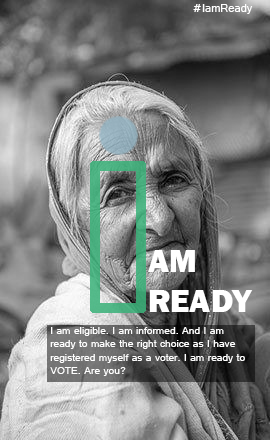 #IamReady
AM
READY
I am eligible. I am informed. And I am
ready to make the right choice as I have
registered myself as a voter. I am ready to
VOTE. Are you?